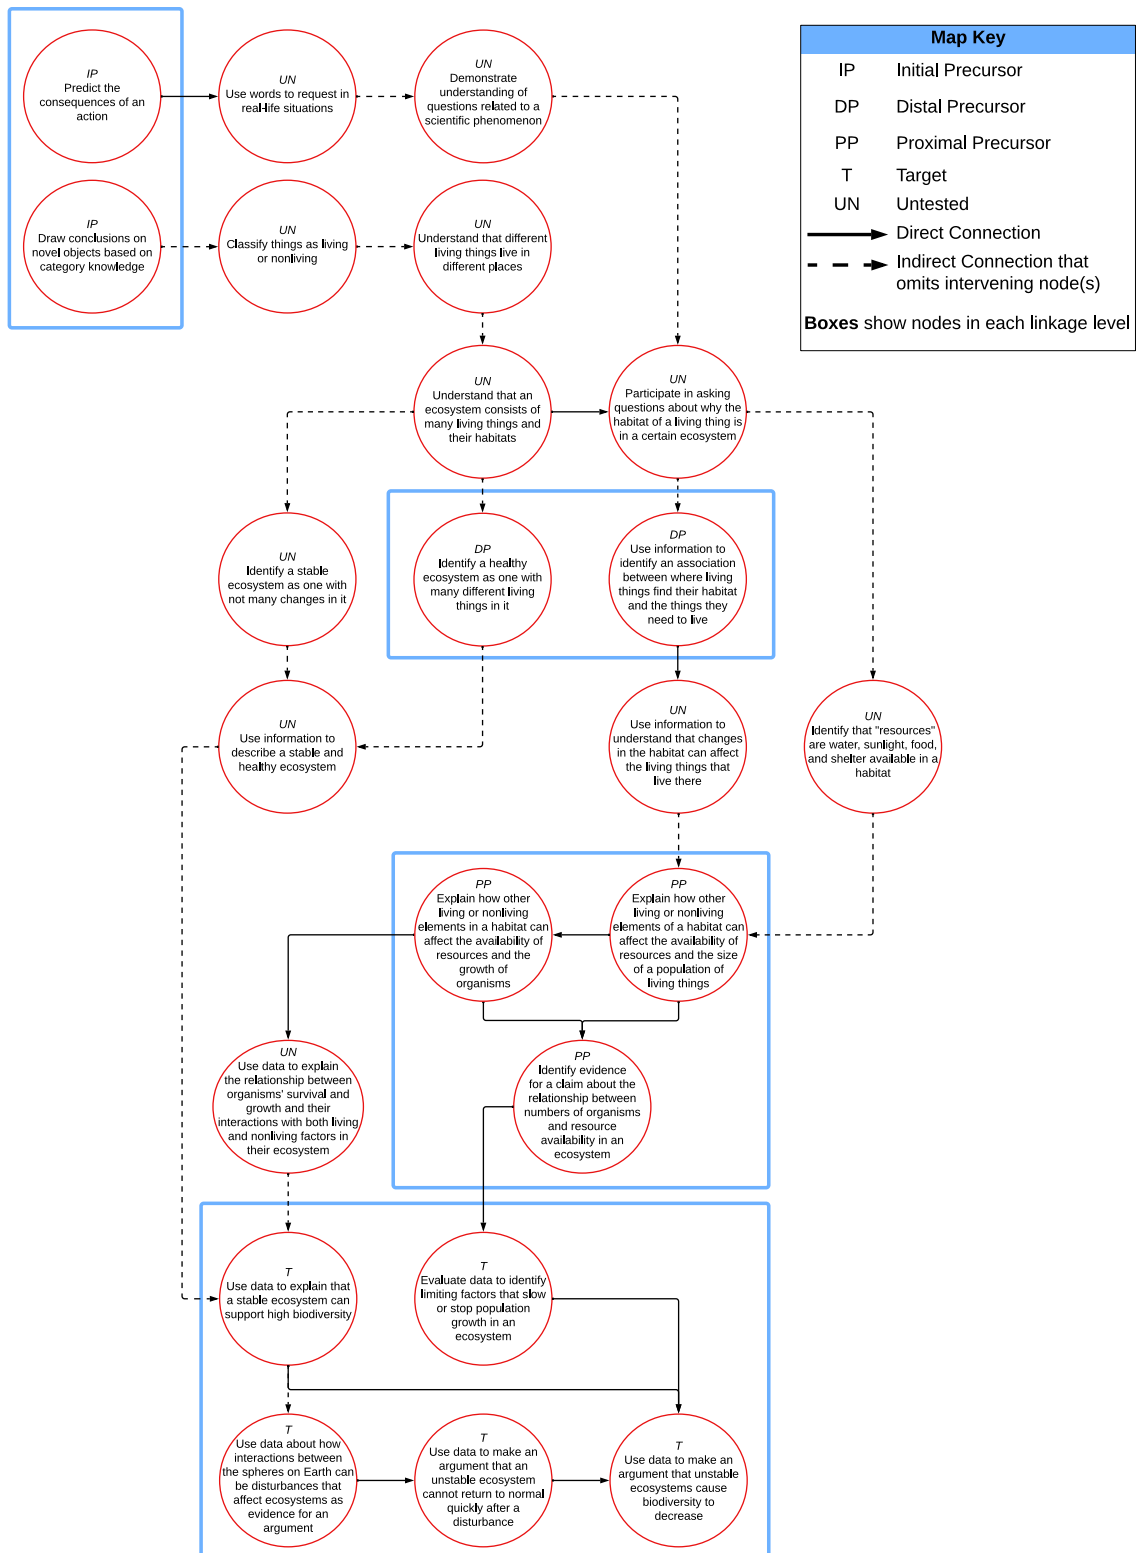 IP
Predict the
consequences of an
action
UN
Use words to request in
real-life situations
UN
Demonstrate
understanding of
questions related to a
scientific phenomenon
Map Key
IP Initial Precursor
DP Distal Precursor
PP Proximal Precursor
T Target
UN Untested
Direct Connection
Indirect Connection that
omits intervening node(s)
Boxes show nodes in each linkage level
IP
Draw conclusions on
novel objects based on
category knowledge
UN
Classify things as living
or nonliving
UN
Understand that different
living things live in
different places
UN
Understand that an
ecosystem consists of
many living things and
their habitats
UN
Participate in asking
questions about why the
habitat of a living thing is
in a certain ecosystem
UN
Identify a stable
ecosystem as one with
not many changes in it
DP
Identify a healthy
ecosystem as one with
many different living
things in it
DP
Use information to
identify an association
between where living
things find their habitat
and the things they
need to live
UN
Use information to
describe a stable and
healthy ecosystem
UN
Use information to
understand that changes
in the habitat can affect
the living things that
live there
UN
Identify that "resources"
are water, sunlight, food,
and shelter available in a
habitat
PP
Explain how other
living or nonliving
elements in a habitat can
affect the availability of
resources and the
growth of
organisms
PP
Explain how other
living or nonliving
elements of a habitat can
affect the availability of
resources and the size
of a population of
living things
UN
Use data to explain
the relationship between
organisms' survival and
growth and their
interactions with both living
and nonliving factors in
their ecosystem
PP
Identify evidence
for a claim about the
relationship between
numbers of organisms
and resource
availability in an
ecosystem
T
Use data to explain that
a stable ecosystem can
support high biodiversity
T
Evaluate data to identify
limiting factors that slow
or stop population
growth in an
ecosystem
T
Use data about how
interactions between
the spheres on Earth can
be disturbances that
affect ecosystems as
evidence for an
argument
T
Use data to make an
argument that an
unstable ecosystem
cannot return to normal
quickly after a
disturbance
T
Use data to make an
argument that unstable
ecosystems cause
biodiversity to
decrease